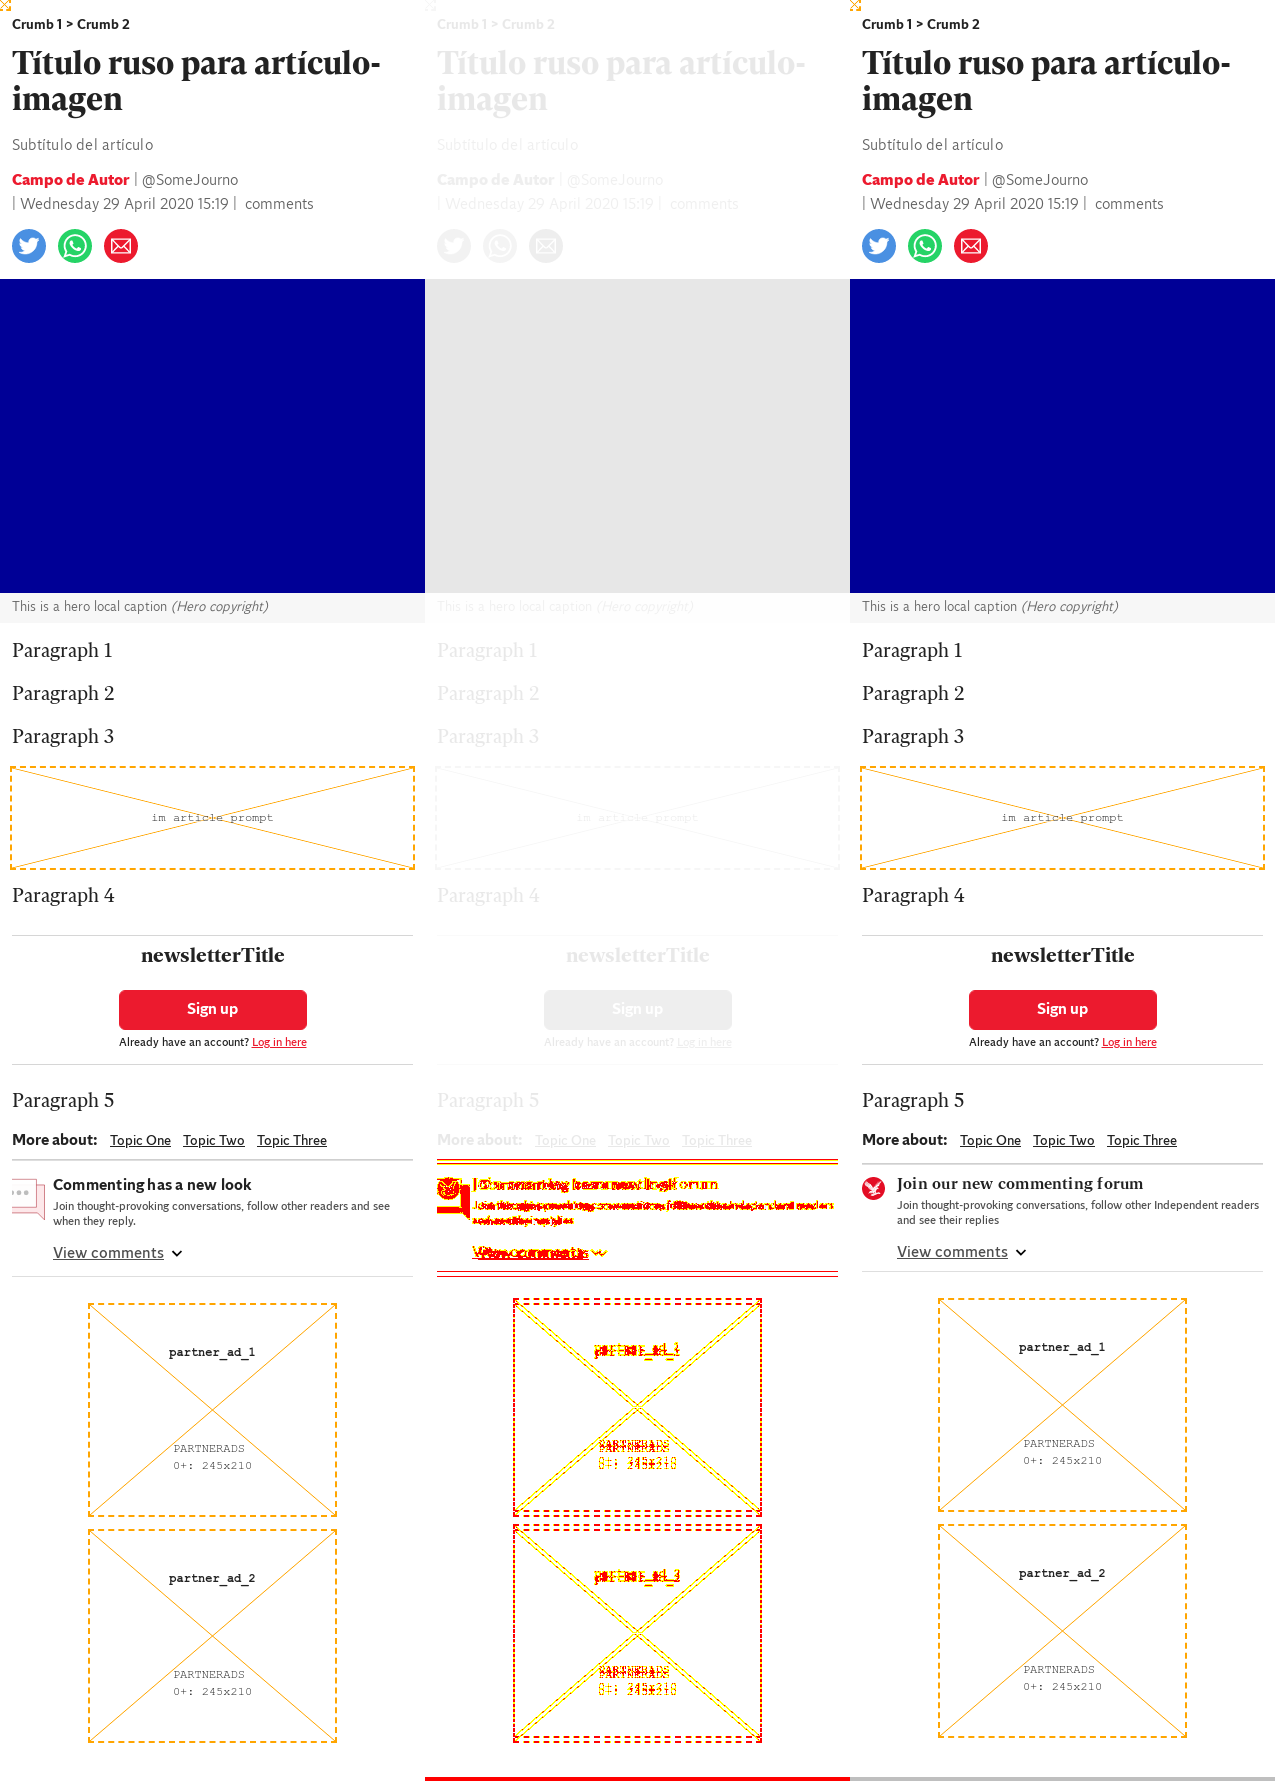 Crumb 1 > Crumb 2
Título ruso para artículo-
imagen
Subtítulo del artículo
Campo de Autor | @SomeJourno
| Wednesday 29 April 2020 15:19 | comments
This is a hero local caption (Hero copyright)
Paragraph 1
Paragraph 2
Paragraph 3
im article prompt
Paragraph 4
newsletterTitle
Sign up
Already have an account? Log in here
Paragraph 5
More about: Topic One Topic Two Topic Three
Commenting has a new look
Join thought-provoking conversations, follow other readers and see
when they reply.
View comments
partner_ad_1
PARTNERADS
0+: 245x210
partner_ad_2
PARTNERADS
0+: 245x210
Crumb 1 > Crumb 2
Título ruso para artículo-
imagen
Subtítulo del artículo
Campo de Autor | @SomeJourno
| Wednesday 29 April 2020 15:19 | comments
This is a hero local caption (Hero copyright)
Paragraph 1
Paragraph 2
Paragraph 3
im article prompt
Paragraph 4
newsletterTitle
Sign up
Already have an account? Log in here
Paragraph 5
More about: Topic One Topic Two Topic Three
Crumb 1 > Crumb 2
Título ruso para artículo-
imagen
Subtítulo del artículo
Campo de Autor | @SomeJourno
| Wednesday 29 April 2020 15:19 | comments
This is a hero local caption (Hero copyright)
Paragraph 1
Paragraph 2
Paragraph 3
im article prompt
Paragraph 4
newsletterTitle
Sign up
Already have an account? Log in here
Paragraph 5
More about: Topic One Topic Two Topic Three
Join our new commenting forum
Join thought-provoking conversations, follow other Independent readers
and see their replies
View comments
partner_ad_1
PARTNERADS
0+: 245x210
partner_ad_2
PARTNERADS
0+: 245x210